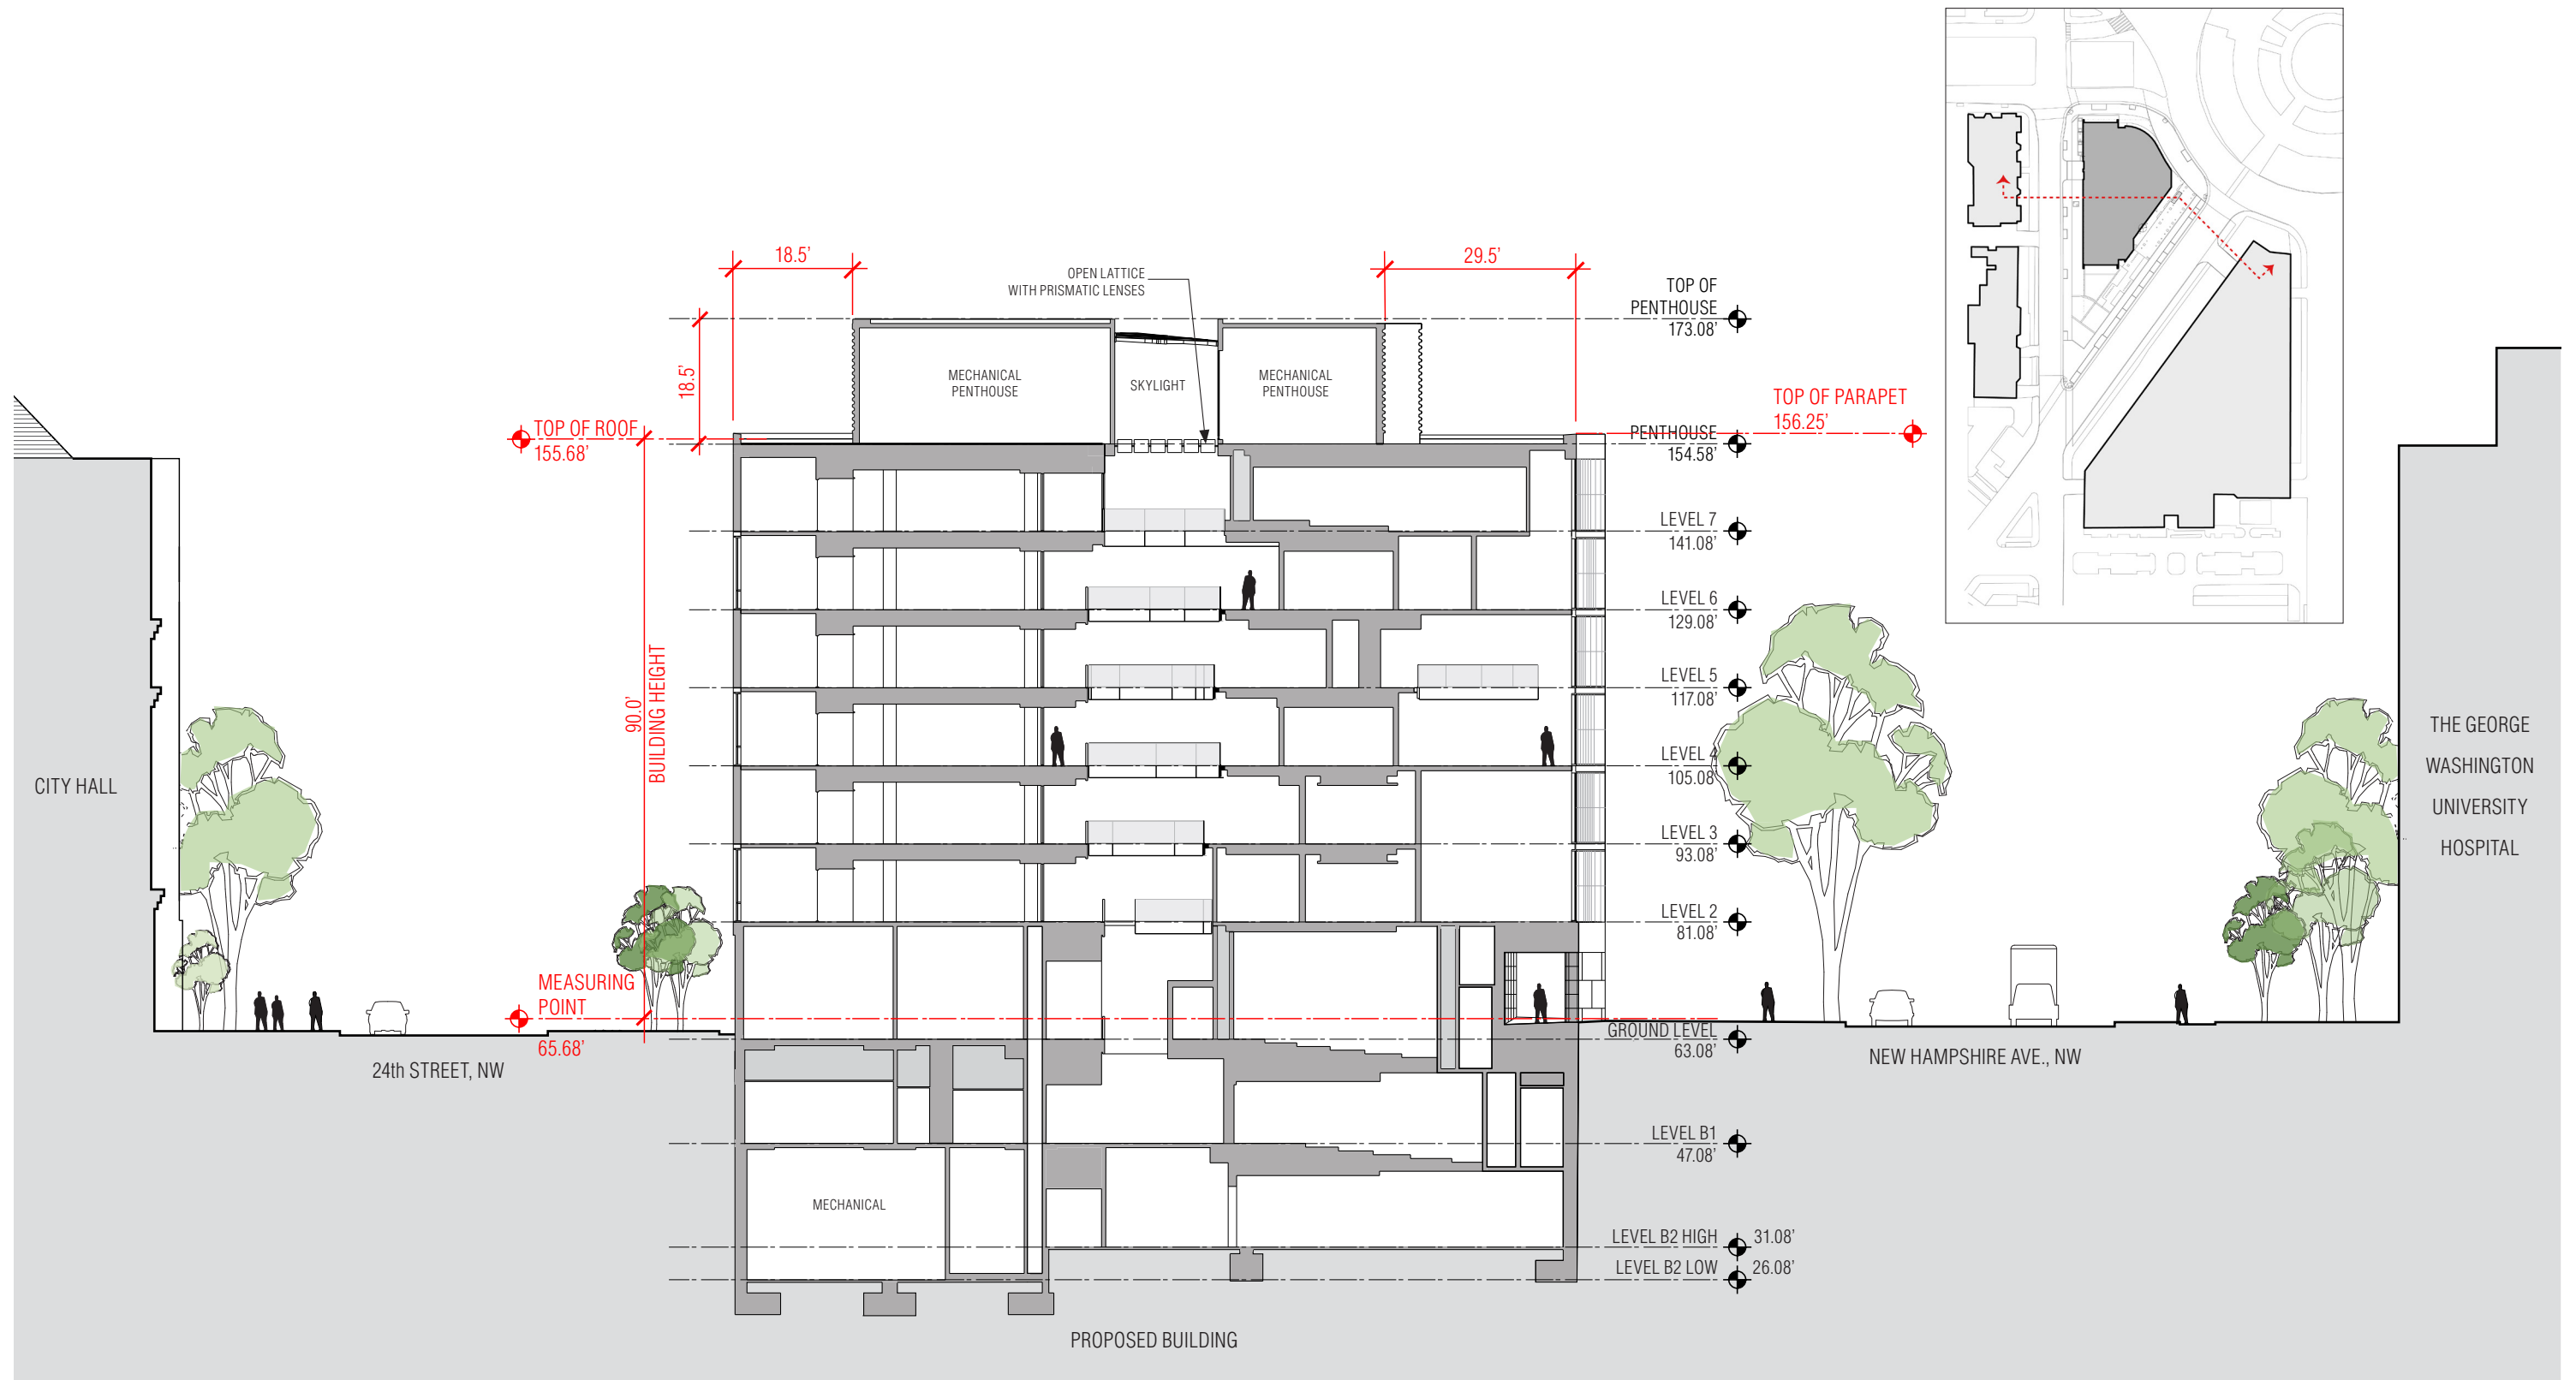 18.5’
29.5’
OPEN LATTICE
WITH PRISMATIC LENSES
TOP OF
PENTHOUSE
173.08’
18.5’
MECHANICAL
PENTHOUSE
SKYLIGHT
MECHANICAL
PENTHOUSE
TOP OF PARAPET
156.25’
TOP OF ROOF
155.68’
PENTHOUSE
154.58’
LEVEL 7
141.08’
LEVEL 6
129.08’
LEVEL 5
117.08’
90.0’
BUILDING HEIGHT
LEVEL 4
105.08’
CITY HALL
THE GEORGE
WASHINGTON
UNIVERSITY
HOSPITAL
LEVEL 3
93.08’
LEVEL 2
81.08’
MEASURING
POINT
65.68’
GROUND LEVEL
63.08’
24th STREET, NW
NEW HAMPSHIRE AVE., NW
LEVEL B1
47.08’
MECHANICAL
LEVEL B2 HIGH 31.08’
LEVEL B2 LOW 26.08’
PROPOSED BUILDING